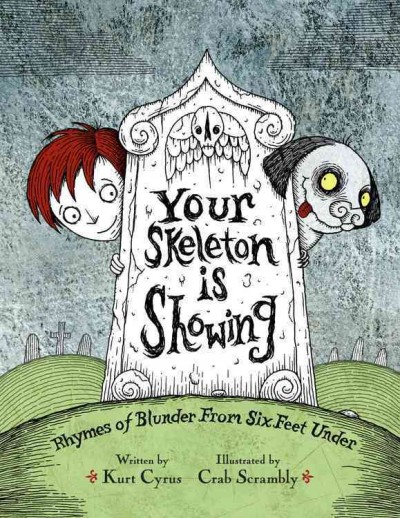 Your
Skeleton
is
Showing
Rhymes of Blunder From Six Feet Under
Written by
Kurt Cyrus
Illustrated by
Crab Scrambly